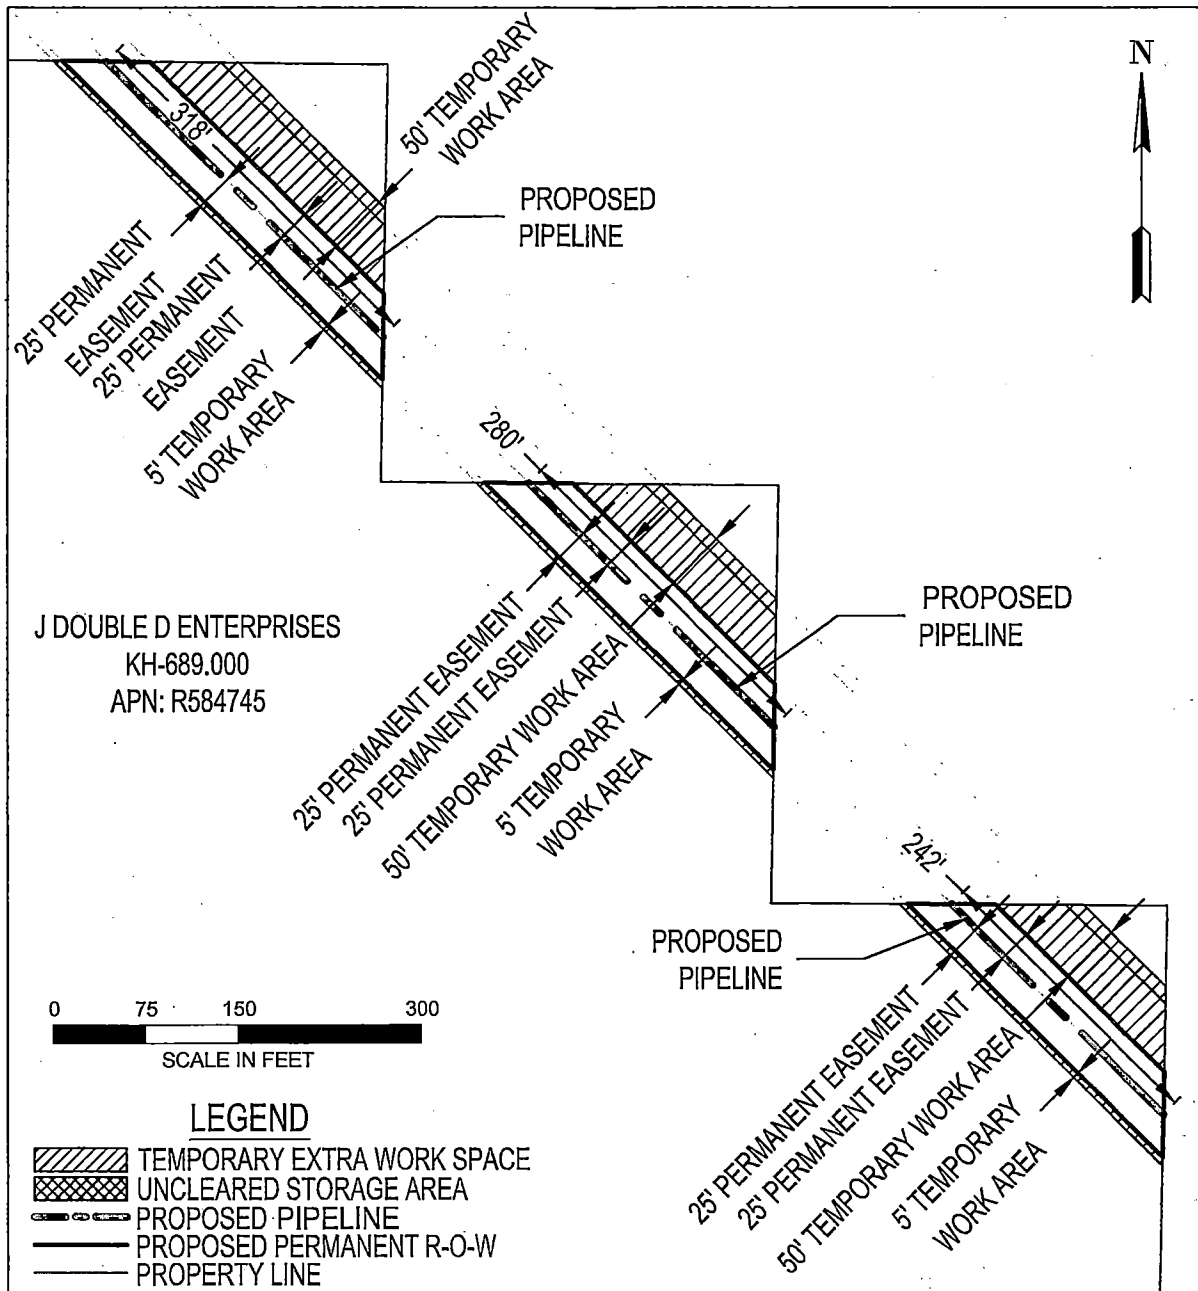 N
50' TEMPORARY
WORK AREA
318'
PROPOSED
PIPELINE
25' PERMANENT
EASEMENT
25' PERMANENT
EASEMENT
5' TEMPORARY
WORK AREA
280'
PROPOSED
PIPELINE
J DOUBLE D ENTERPRISES
KH-689.000
APN: R584745
25' PERMANENT EASEMENT
25' PERMANENT EASEMENT
50' TEMPORARY WORK AREA
5' TEMPORARY
WORK AREA
242'
PROPOSED
PIPELINE
25' PERMANENT EASEMENT
25' PERMANENT EASEMENT
50' TEMPORARY WORK AREA
5' TEMPORARY
WORK AREA
0 75 150 300
SCALE IN FEET
LEGEND
TEMPORARY EXTRA WORK SPACE
UNCLEARED STORAGE AREA
PROPOSED PIPELINE
PROPOSED PERMANENT R-O-W
PROPERTY LINE